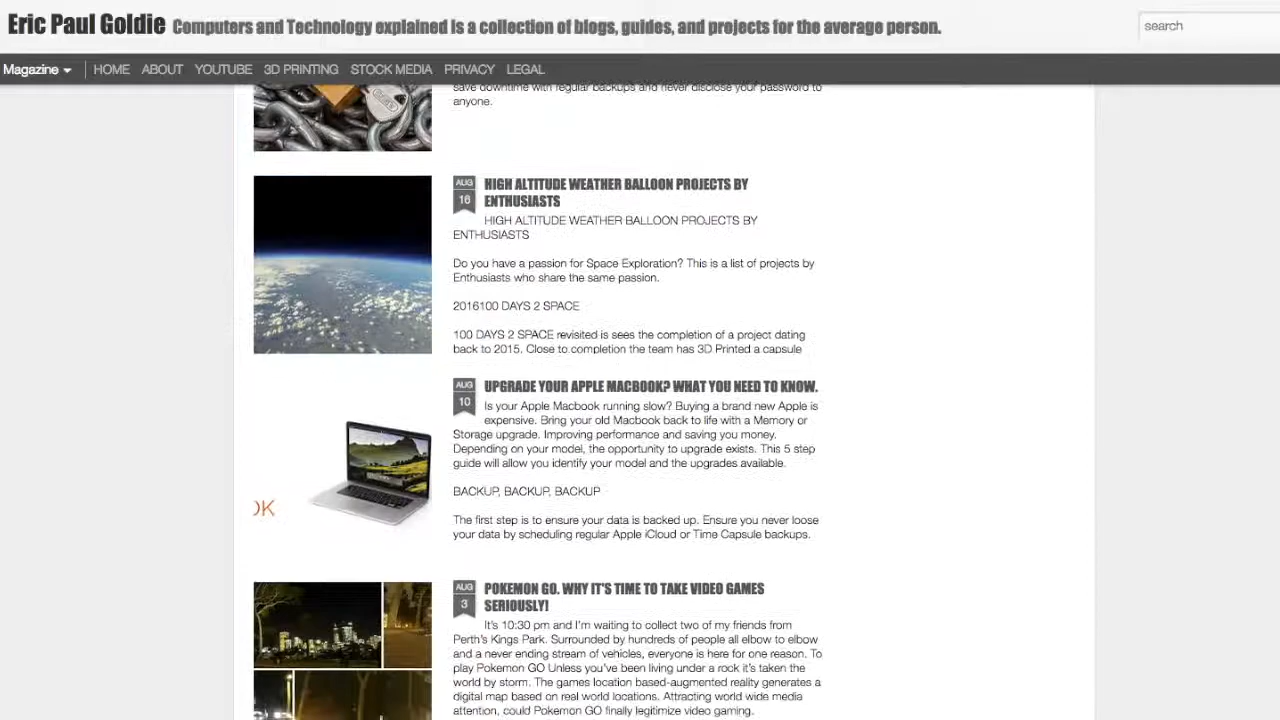 Eric Paul Goldie Computers and Technology explained is a collection of blogs, guides, and projects for the average person.
search
Magazine HOME ABOUT YOUTUBE 3D PRINTING STOCK MEDIA PRIVACY LEGAL
save downtime with regular backups and never disclose your password to
anyone.
AUG
16
HIGH ALTITUDE WEATHER BALLOON PROJECTS BY
ENTHUSIASTS
HIGH ALTITUDE WEATHER BALLOON PROJECTS BY
ENTHUSIASTS
Do you have a passion for Space Exploration? This is a list of projects by
Enthusiasts who share the same passion.
2016100 DAYS 2 SPACE
100 DAYS 2 SPACE revisited is sees the completion of a project dating
back to 2015. Close to completion the team has 3D Printed a capsule
AUG
10
UPGRADE YOUR APPLE MACBOOK? WHAT YOU NEED TO KNOW.
Is your Apple Macbook running slow? Buying a brand new Apple is
expensive. Bring your old Macbook back to life with a Memory or
Storage upgrade. Improving performance and saving you money.
Depending on your model, the opportunity to upgrade exists. This 5 step
guide will allow you identify your model and the upgrades available.
BACKUP, BACKUP, BACKUP
The first step is to ensure your data is backed up. Ensure you never loose
your data by scheduling regular Apple iCloud or Time Capsule backups.
OK
AUG
3
POKEMON GO. WHY IT'S TIME TO TAKE VIDEO GAMES
SERIOUSLY!
It's 10:30 pm and I'm waiting to collect two of my friends from
Perth's Kings Park. Surrounded by hundreds of people all elbow to elbow
and a never ending stream of vehicles, everyone is here for one reason. To
play Pokemon GO Unless you've been living under a rock it's taken the
world by storm. The games location based-augmented reality generates a
digital map based on real world locations. Attracting world wide media
attention, could Pokemon GO finally legitimize video gaming.